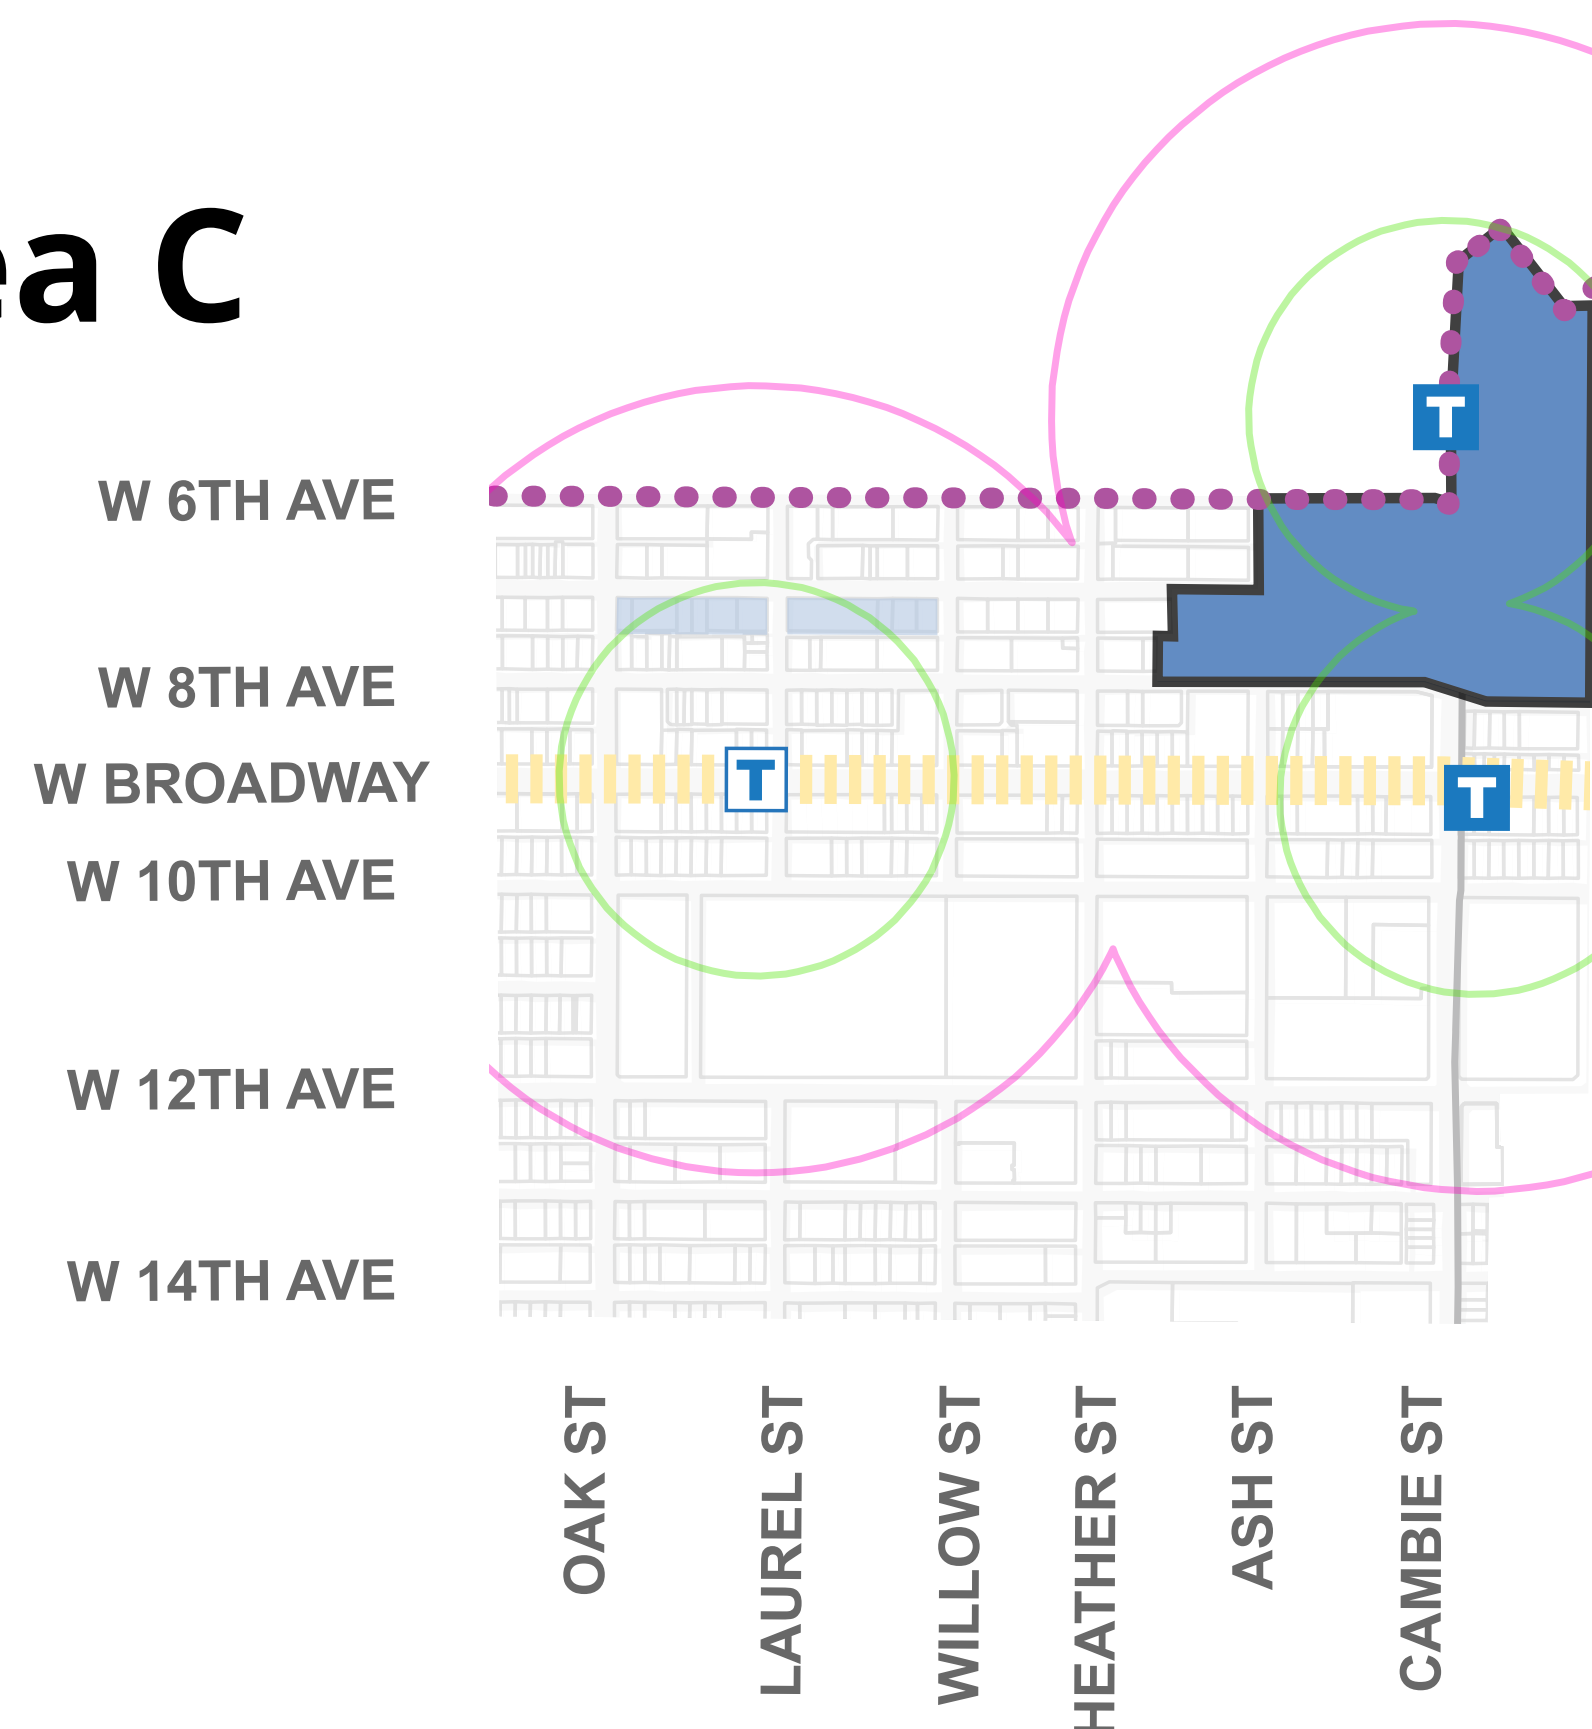 ea C
W 6TH AVE
W 8TH AVE
W BROADWAY
W 10TH AVE
W 12TH AVE
W 14TH AVE
T
T
T
OAK ST
LAUREL ST
WILLOW ST
HEATHER ST
ASH ST
CAMBIE ST